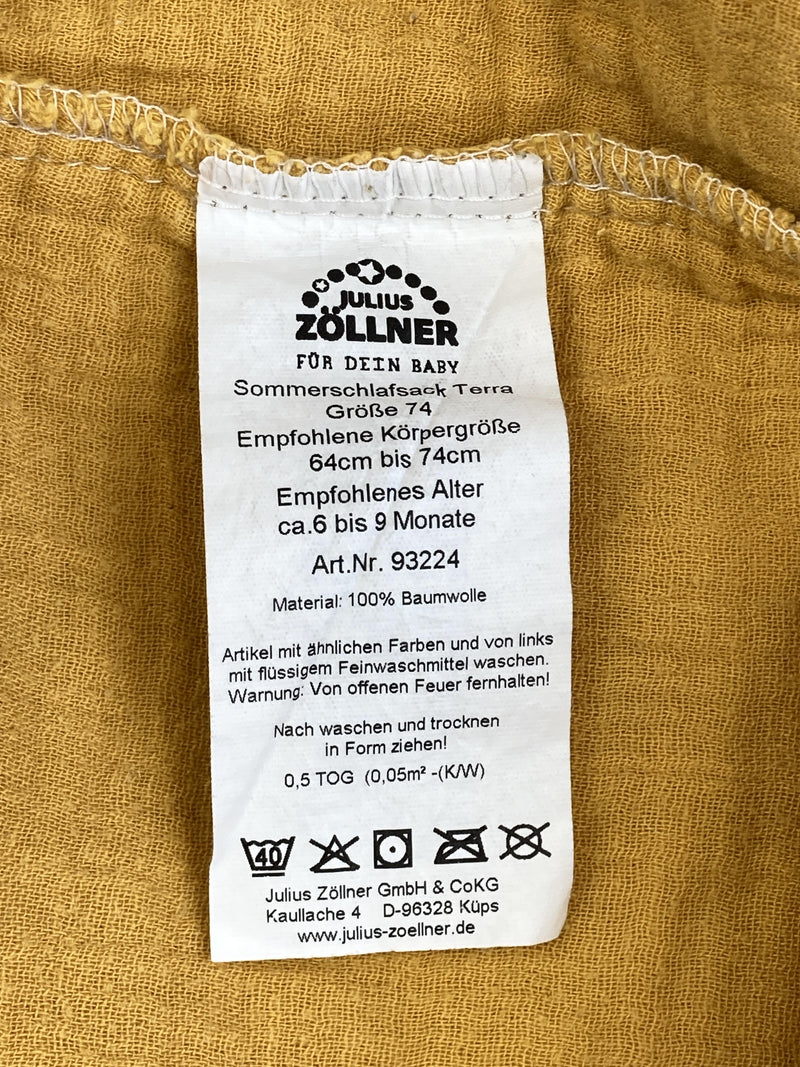 JULIUS
ZÖLLNER
FÜR DEIN BABY
Sommerschlafsack Terra
Größe 74
Empfohlene Körpergröße
64cm bis 74cm
Empfohlenes Alter
ca.6 bis 9 Monate
Art.Nr. 93224
Material: 100% Baumwolle
Artikel mit ähnlichen Farben und von links
mit flüssigem Feinwaschmittel waschen.
Warnung: Von offenen Feuer fernhalten!
Nach waschen und trocknen
in Form ziehen!
0,5 TOG (0,05m² -(K/W)
40
Julius Zöllner GmbH & CoKG
Kaullache 4 D-96328 Küps
www.julius-zoellner.de